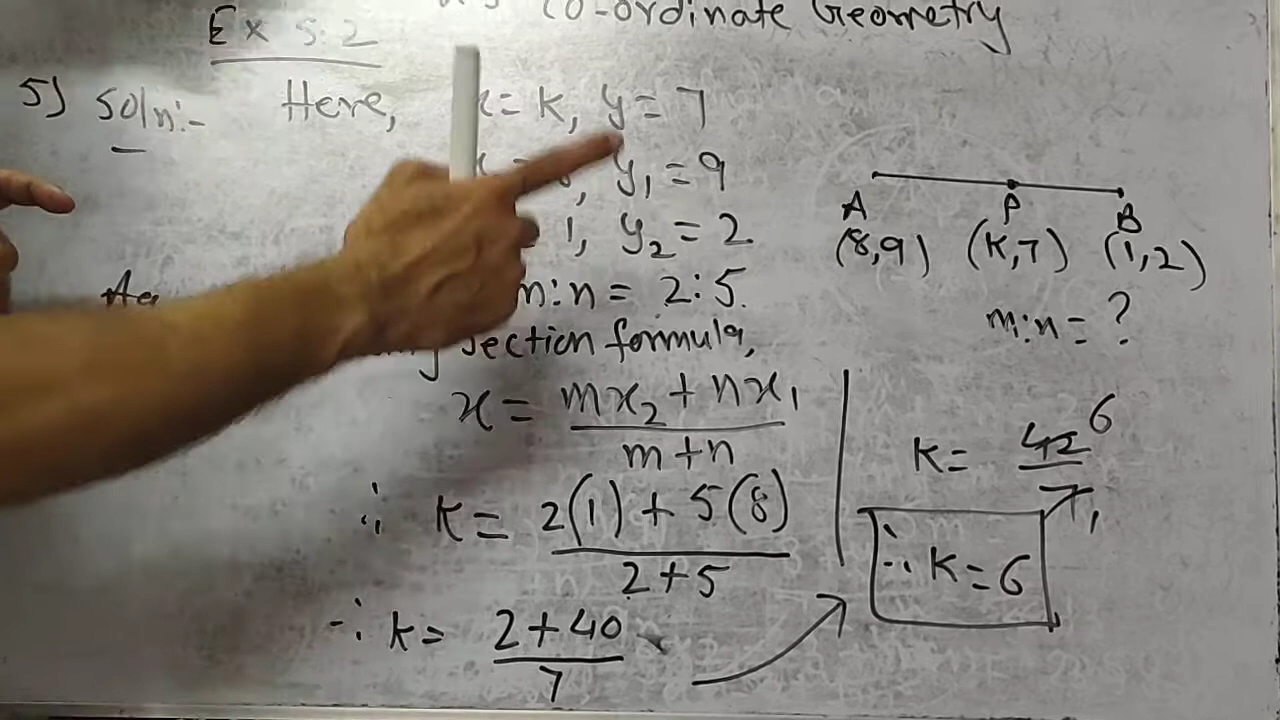 Co-ordinate Geometry
Ex 5.2
5) Soln:- Here, x = k, y = 7
y₁ = 9
1, y₂ = 2
m:n = 2:5.
section formula,
x = mx₂ + nx₁
m + n
∴ k = 2(1) + 5(8)
2 + 5
∴ k = 2 + 40
7
A P B
(8,9) (k,7) (1,2)
m:n = ?
k = 42 6
7 1
∴ k = 6